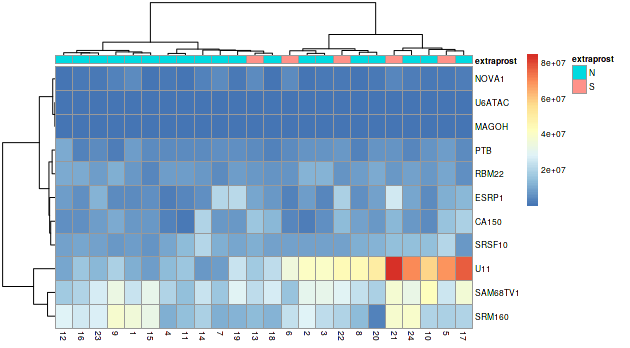 extraprost
8e+07
6e+07
4e+07
2e+07
extraprost
N
S
NOVA1
U6ATAC
MAGOH
PTB
RBM22
ESRP1
CA150
SRSF10
U11
SAM68TV1
SRM160
12 16 23 9 1 15 4 11 14 7 19 13 18 6 2 3 22 8 20 21 24 10 5 17